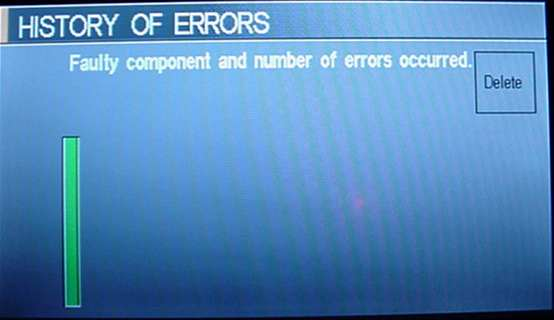 HISTORY OF ERRORS
Faulty component and number of errors occurred.
Delete